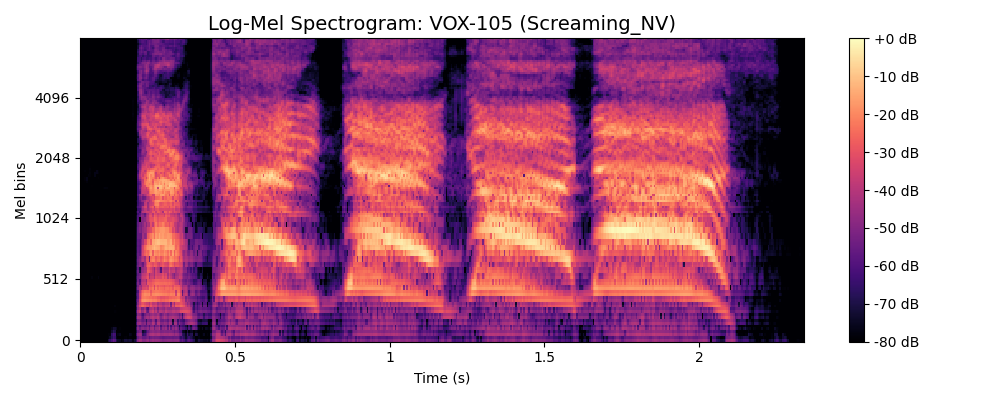 Log-Mel Spectrogram: VOX-105 (Screaming_NV)
Mel bins
4096
2048
1024
512
0
0 0.5 1 1.5 2
Time (s)
+0 dB
-10 dB
-20 dB
-30 dB
-40 dB
-50 dB
-60 dB
-70 dB
-80 dB